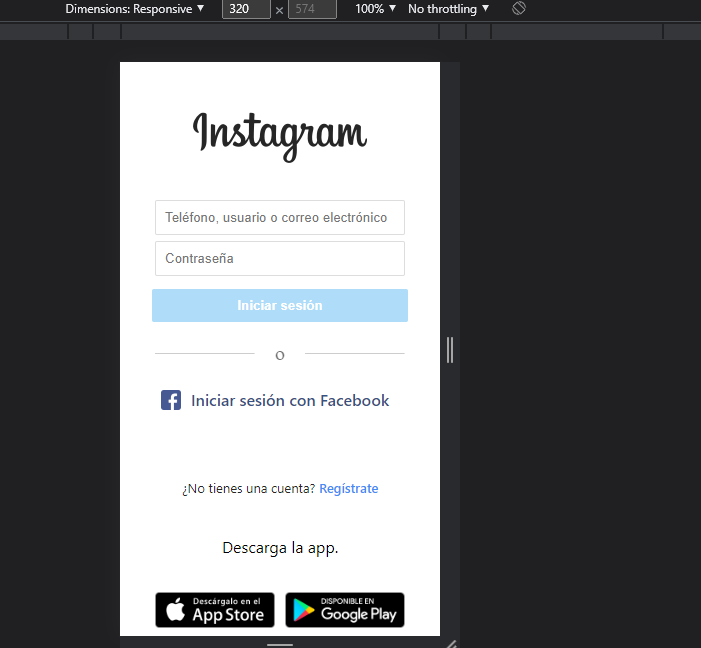 Dimensions: Responsive ▼ 320 × 574 100% ▼ No throttling ▼
Instagram
Teléfono, usuario o correo electrónico
Contraseña
Iniciar sesión
o
Iniciar sesión con Facebook
¿No tienes una cuenta? Regístrate
Descarga la app.
Descárgalo en el
App Store
DISPONIBLE EN
Google Play